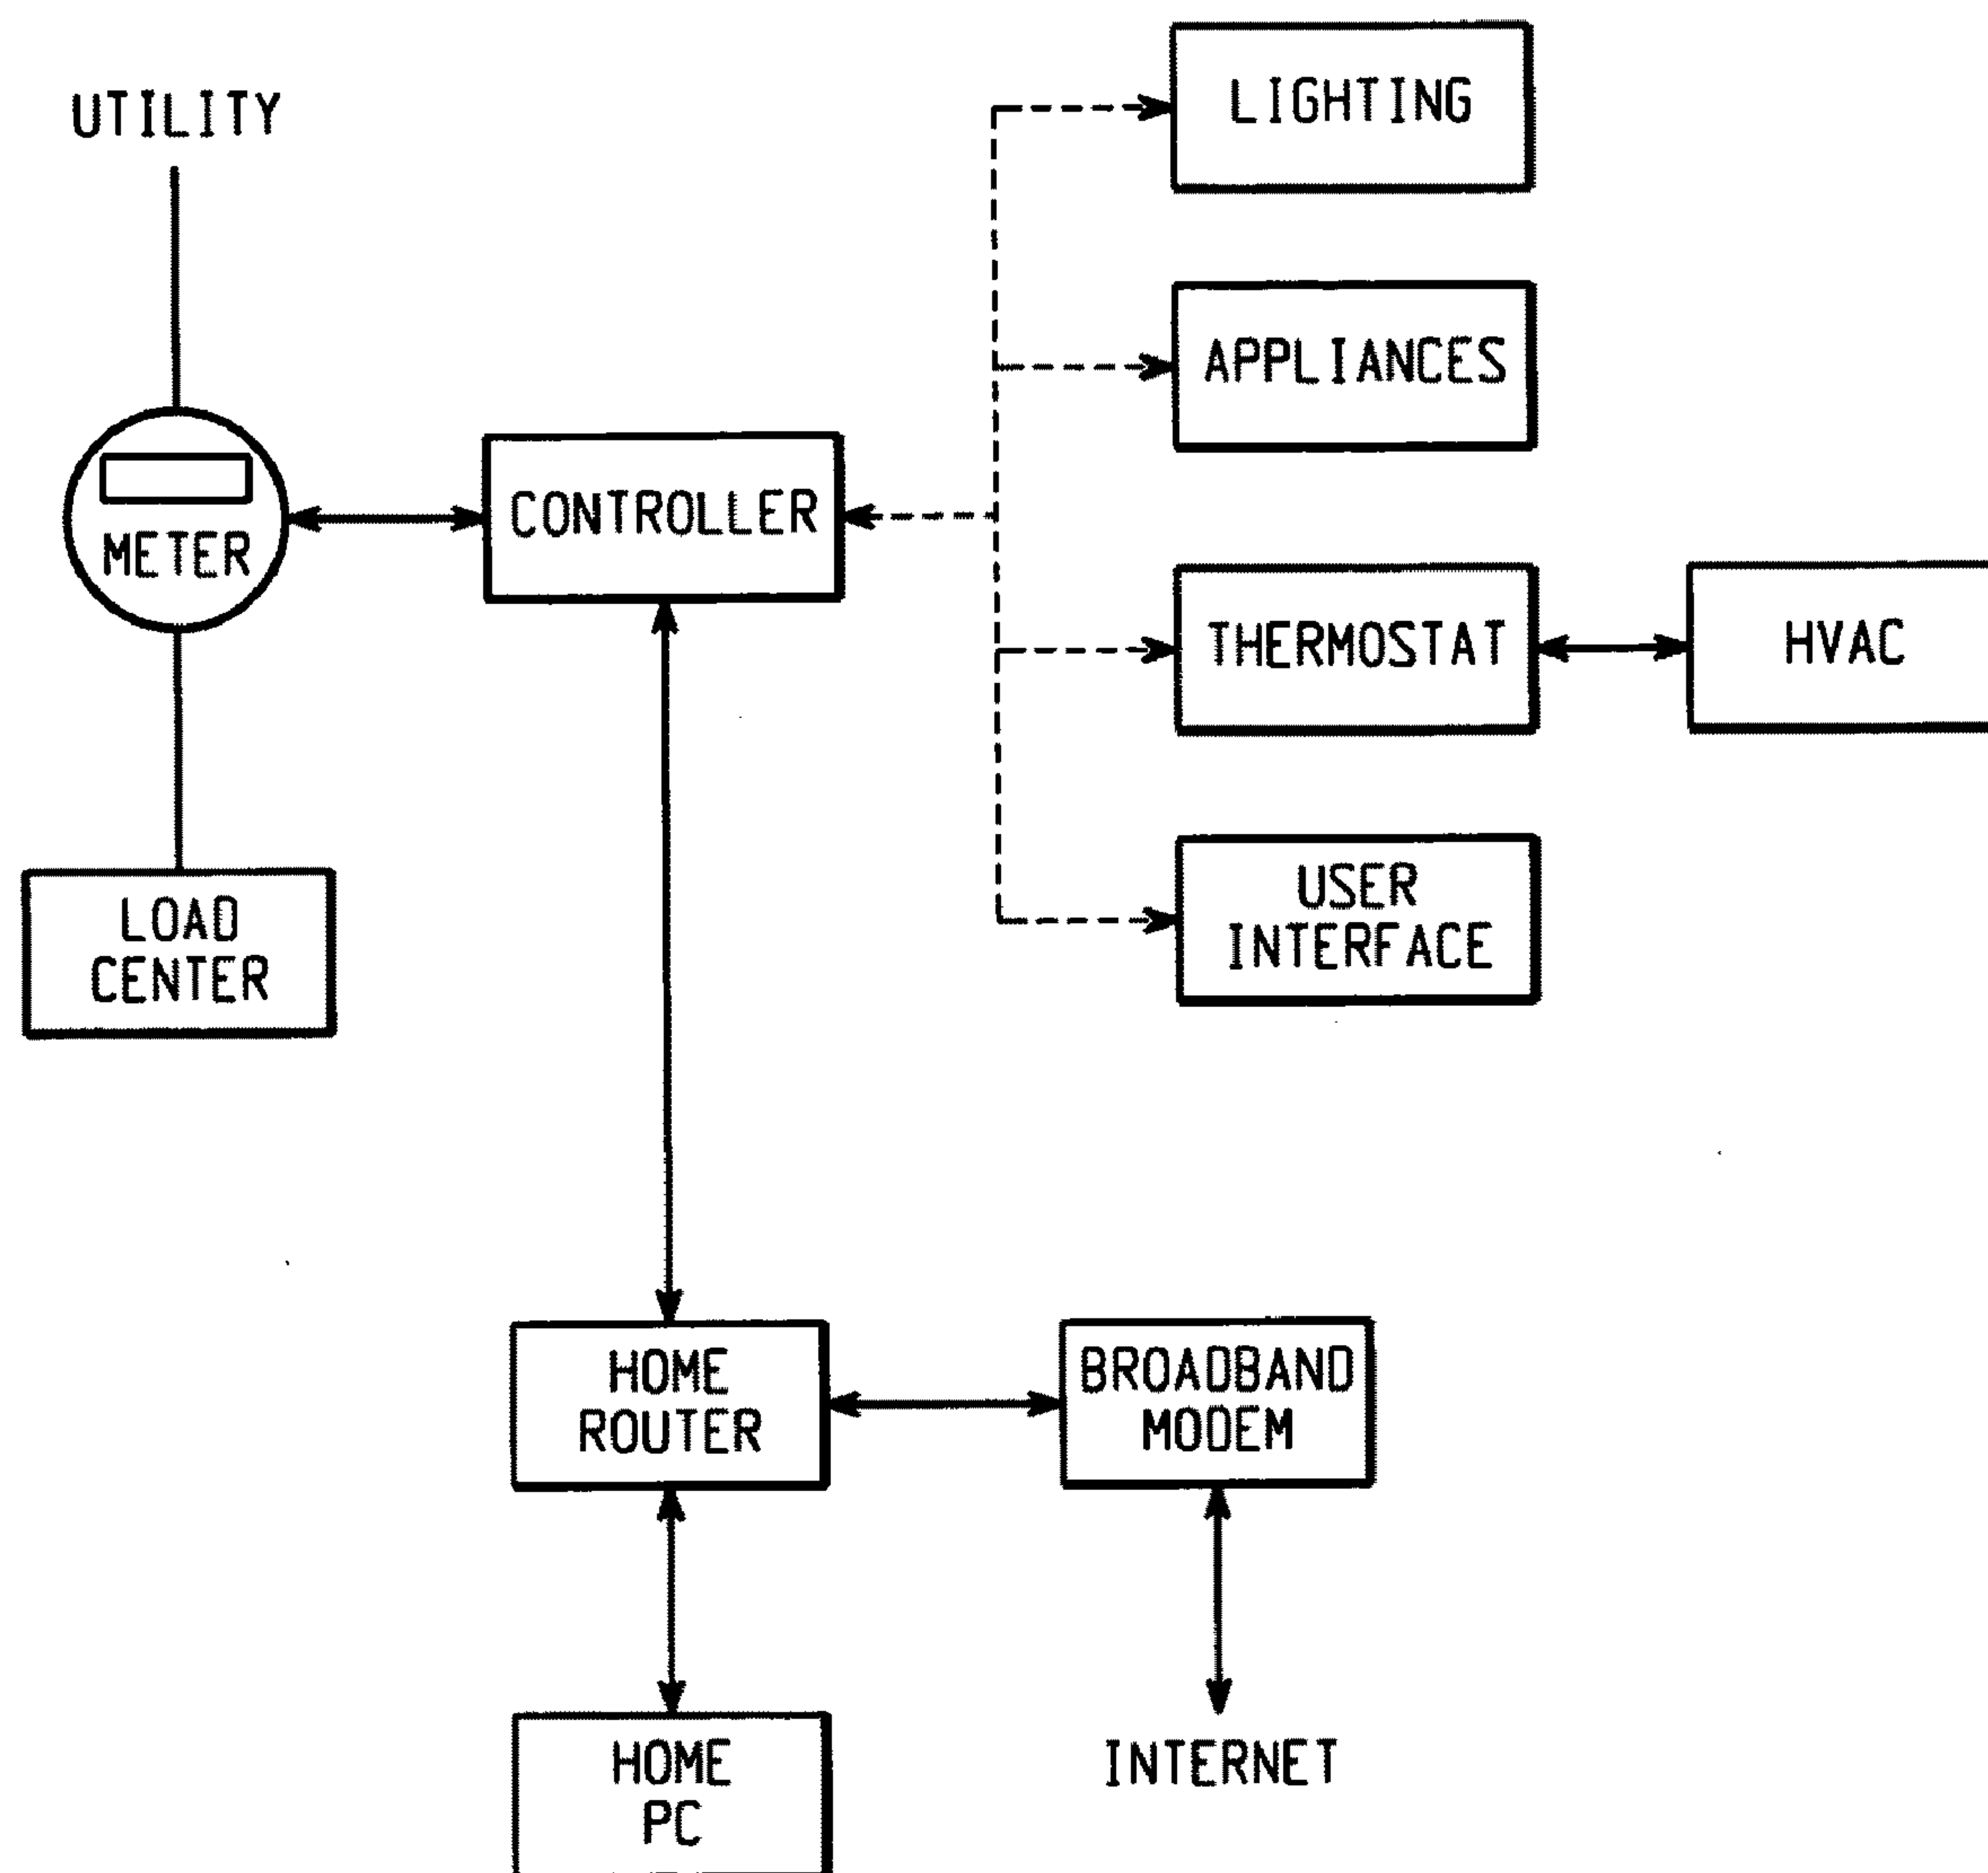 UTILITY
LIGHTING
APPLIANCES
METER
CONTROLLER
THERMOSTAT
HVAC
LOAD
CENTER
USER
INTERFACE
HOME
ROUTER
BROADBAND
MODEM
HOME
PC
INTERNET